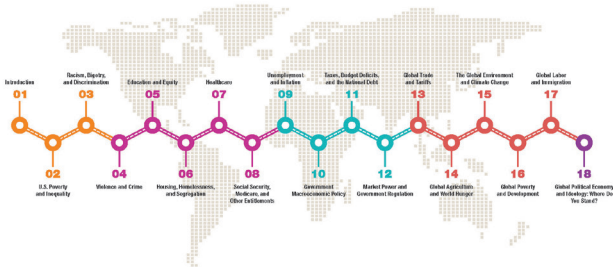 Introduction
01
02
U.S. Poverty
and Inequality
Racism, Bigotry,
and Discrimination
03
04
Violence and Crime
Education and Equity
05
06
Housing, Homelessness,
and Segregation
Healthcare
07
08
Social Security,
Medicare, and
Other Entitlements
Unemployment
and Inflation
09
10
Government
Macroeconomic Policy
Taxes, Budget Deficits,
and the National Debt
11
12
Market Power and
Government Regulation
Global Trade
and Tariffs
13
14
Global Agriculture
and World Hunger
The Global Environment
and Climate Change
15
16
Global Poverty
and Development
Global Labor
and Immigration
17
18
Global Political Economy
and Ideology: Where Do
You Stand?